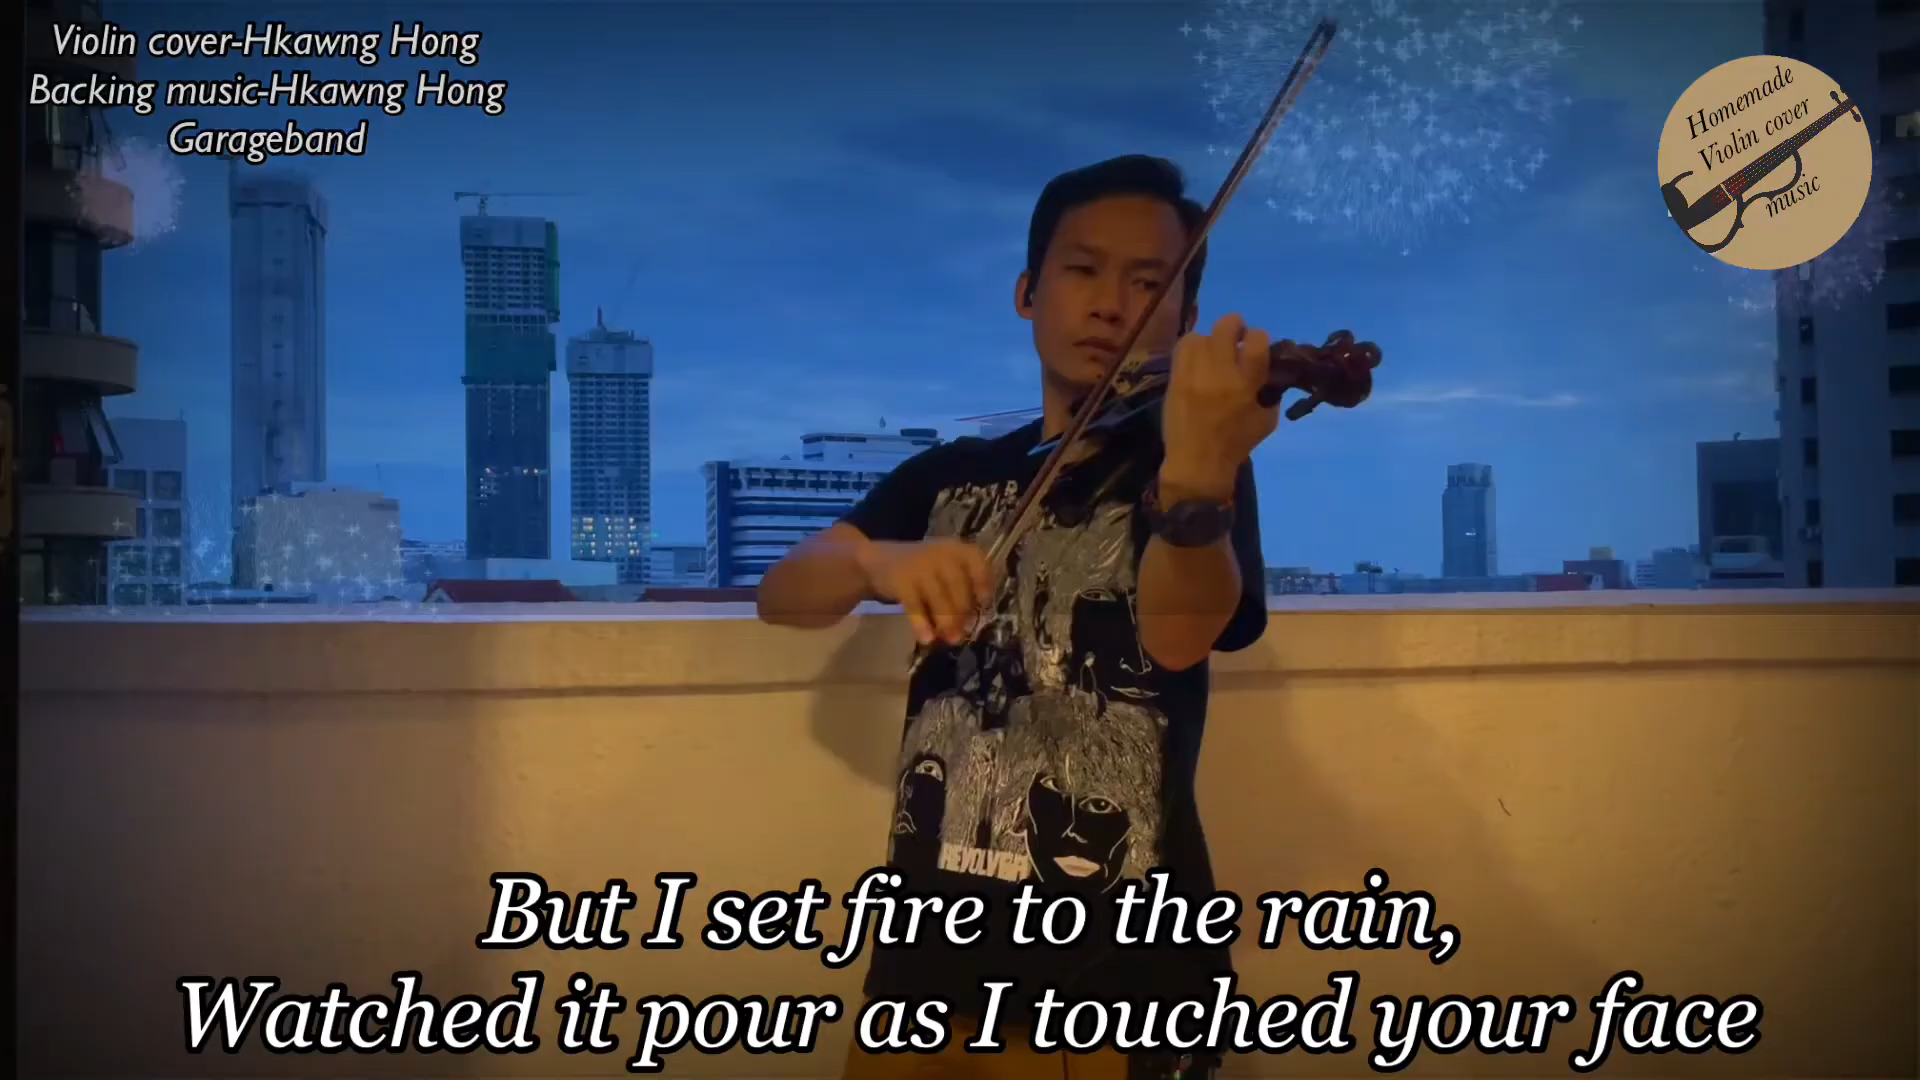 Violin cover-Hkawng Hong
Backing music-Hkawng Hong
Garageband
Homemade
Violin cover
music
REVOLVER
But I set fire to the rain,
Watched it pour as I touched your face